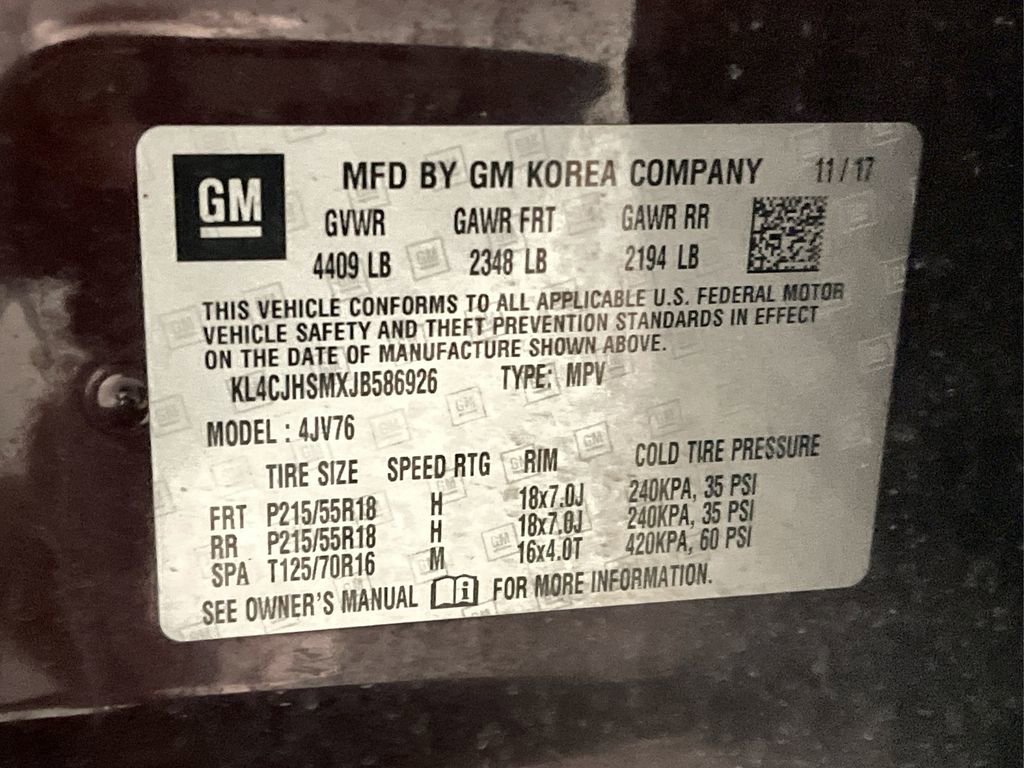 GM
MFD BY GM KOREA COMPANY 11/17
GVWR GAWR FRT GAWR RR
4409 LB 2348 LB 2194 LB
THIS VEHICLE CONFORMS TO ALL APPLICABLE U.S. FEDERAL MOTOR
VEHICLE SAFETY AND THEFT PREVENTION STANDARDS IN EFFECT
ON THE DATE OF MANUFACTURE SHOWN ABOVE.
KL4CJHSMXJB586926 TYPE: MPV
MODEL : 4JV76
TIRE SIZE SPEED RTG RIM COLD TIRE PRESSURE
FRT P215/55R18 H 18x7.0J 240KPA, 35 PSI
RR P215/55R18 H 18x7.0J 240KPA, 35 PSI
SPA T125/70R16 M 16x4.0T 420KPA, 60 PSI
SEE OWNER'S MANUAL i FOR MORE INFORMATION.